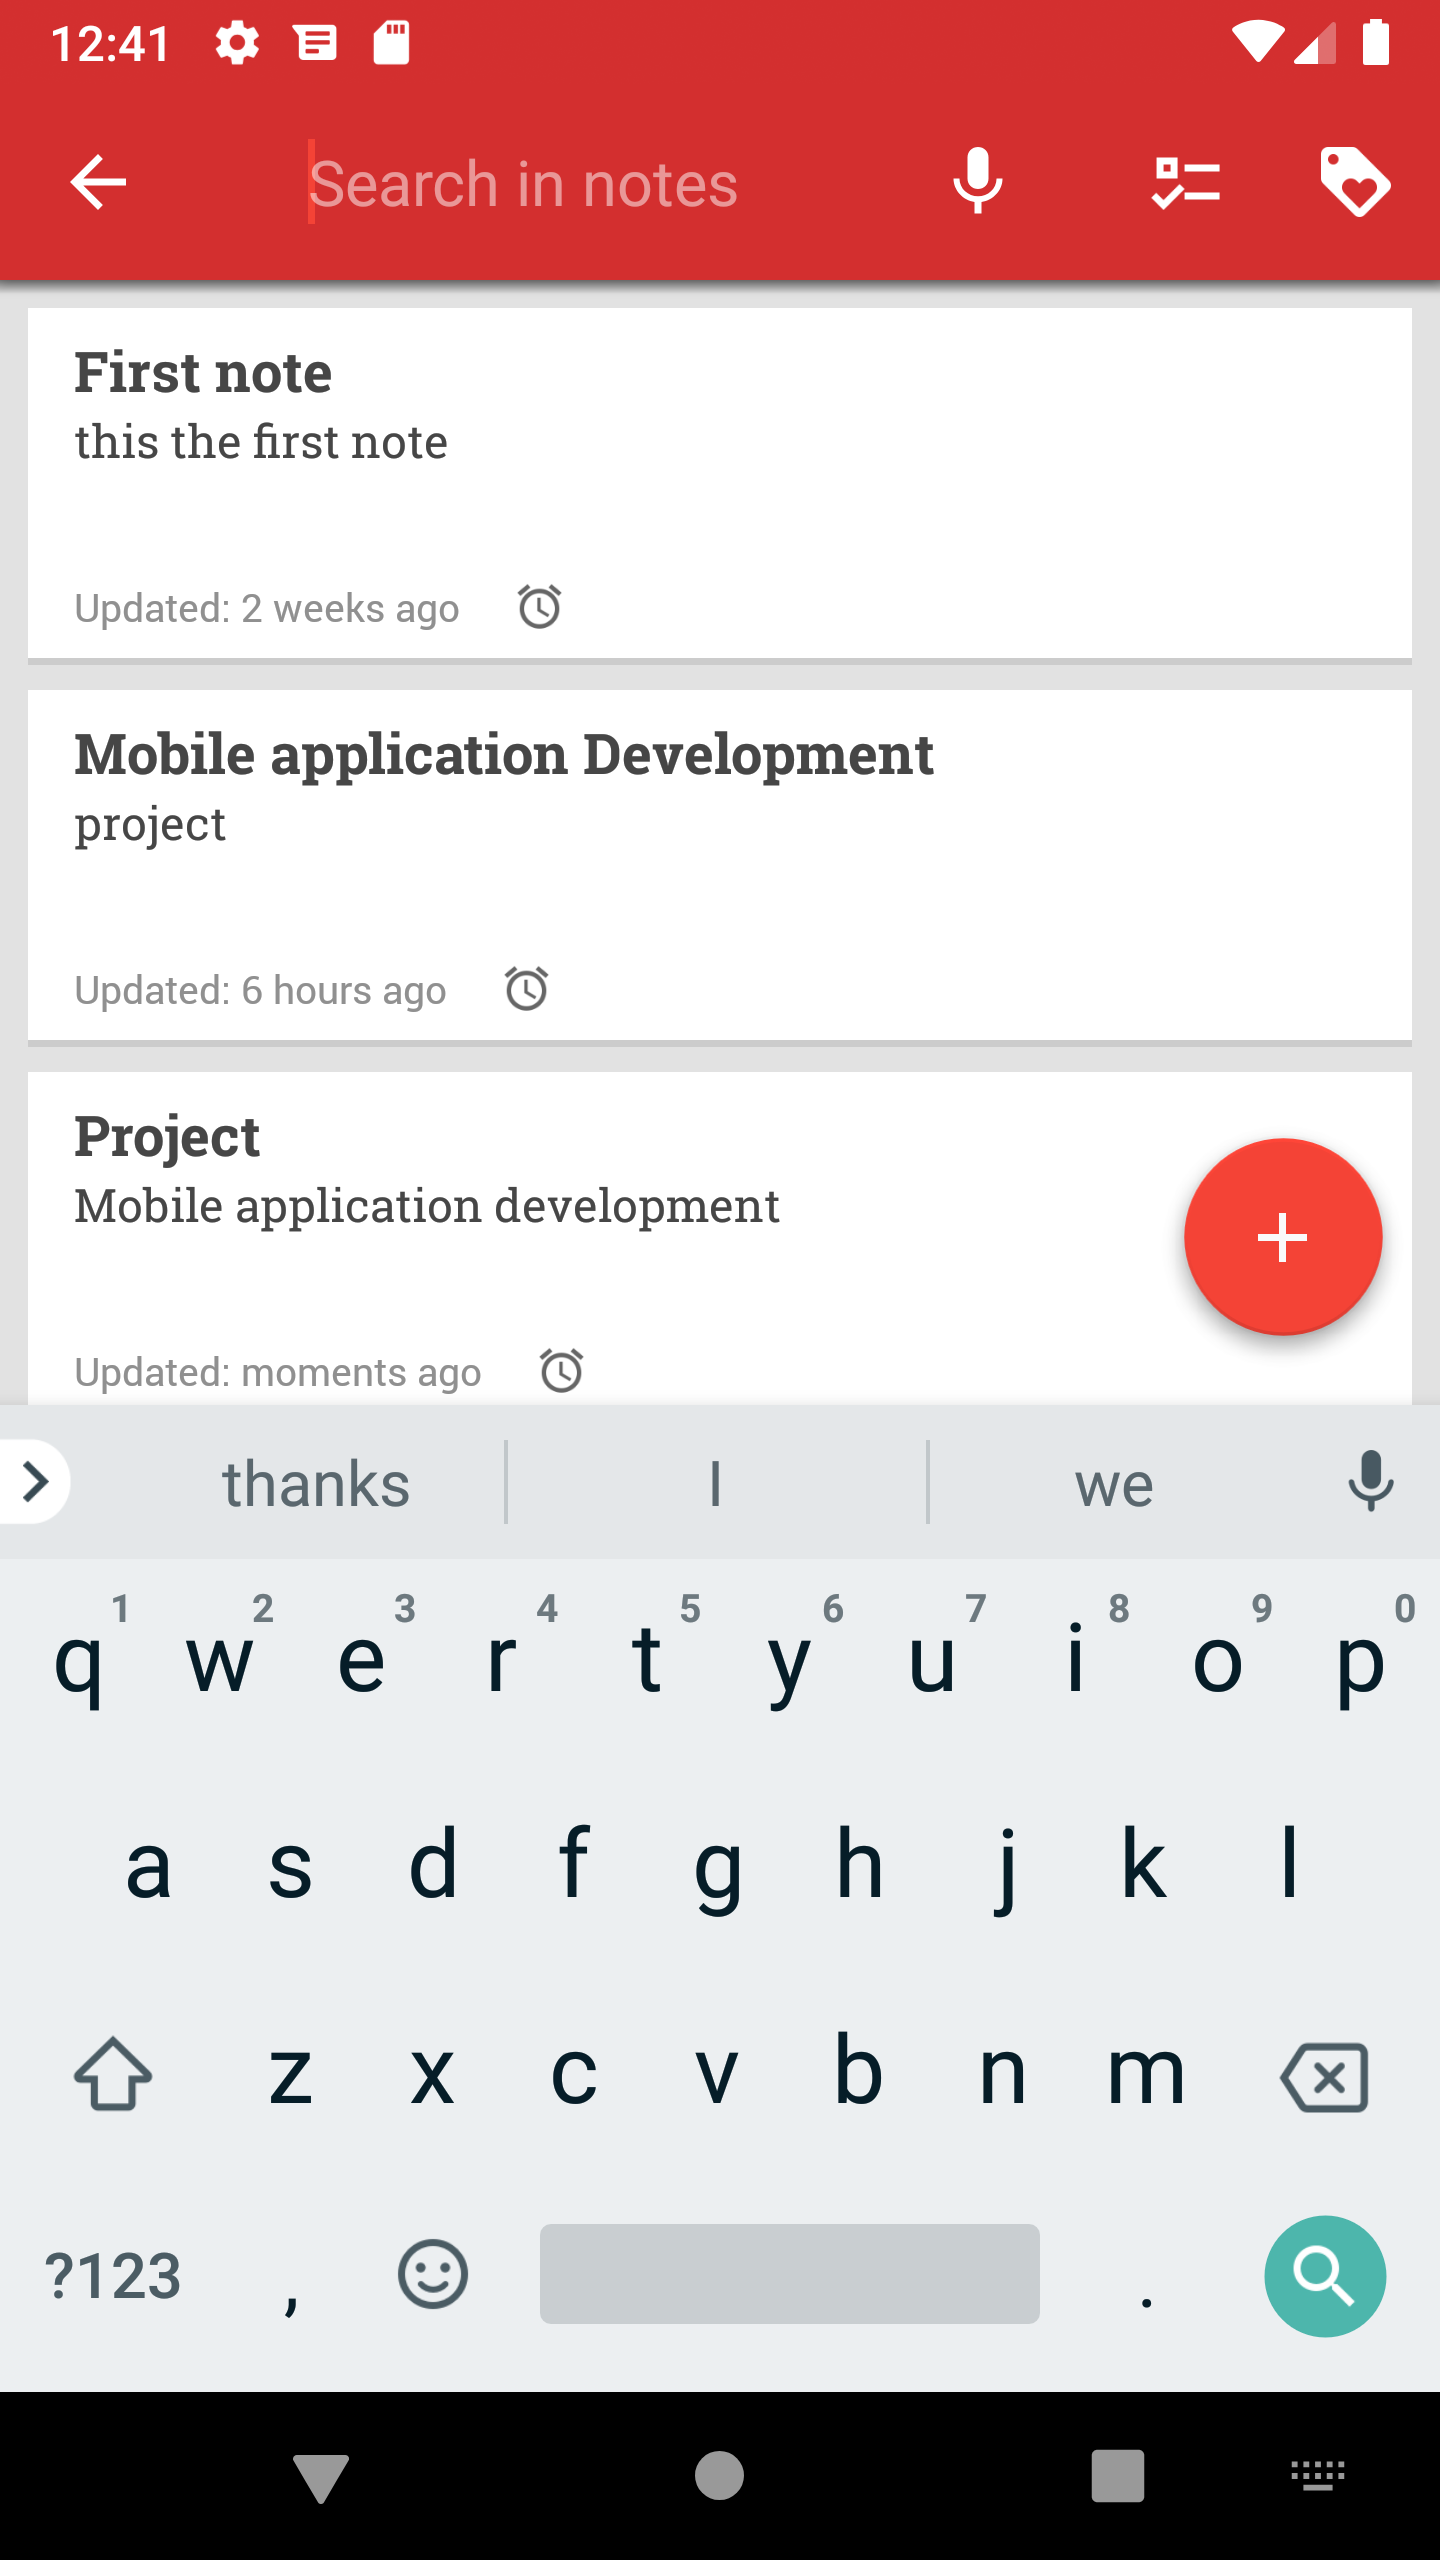 12:41
Search in notes
First note
this the first note
Updated: 2 weeks ago
Mobile application Development
project
Updated: 6 hours ago
Project
Mobile application development
Updated: moments ago
thanks I we
1 2 3 4 5 6 7 8 9 0
q w e r t y u i o p
a s d f g h j k l
z x c v b n m
?123 , .